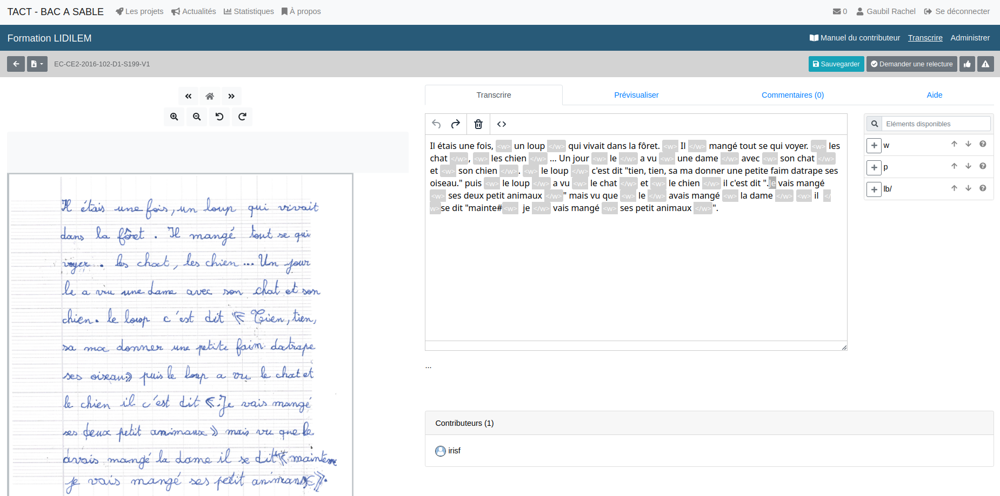 TACT - BAC A SABLE Les projets Actualités Statistiques À propos 0 Gaubil Rachel Se déconnecter
Formation LIDILEM Manuel du contributeur Transcrire Administrer
EC-CE2-2016-102-D1-S199-V1 Sauvegarder Demander une relecture
Il étais une fois, un loup qui vivait
dans la fôret . Il mangé tout se qui
voyer . les chat, les chien ... Un jour
le a vu une dame avec son chat et son
chien. le loup c'est dit « Tien, tien,
sa ma donner une petite faim datrape
ses oiseau» puis le loup a vu le chat et
le chien il c'est dit «.Je vais mangé
ses deux petit animaux» mais vu que le
avais mangé la dame il se dit «
je vais mangé ses petit animaux».
Transcrire Prévisualiser Commentaires (0) Aide
Il étais une fois, <w> un loup </w> qui vivait dans la fôret. <w> Il </w> mangé tout se qui voyer. <w> les
chat </w>, <w> les chien </w> ... Un jour <w> le </w> a vu <w> une dame </w> avec <w> son chat </w>
et <w> son chien </w>. <w> le loup </w> c'est dit "tien, tien, sa ma donner une petite faim datrape ses
oiseau." puis <w> le loup </w> a vu <w> le chat </w> et <w> le chien </w> il c'est dit ".Je vais mangé
<w> ses deux petit animaux </w>" mais vu que <w> le </w> avais mangé <w> la dame </w> <w> il </
w>se dit "mainte#<w> je </w> vais mangé <w> ses petit animaux </w>".
...
Eléments disponibles
w
p
lb/
Contributeurs (1)
irisf